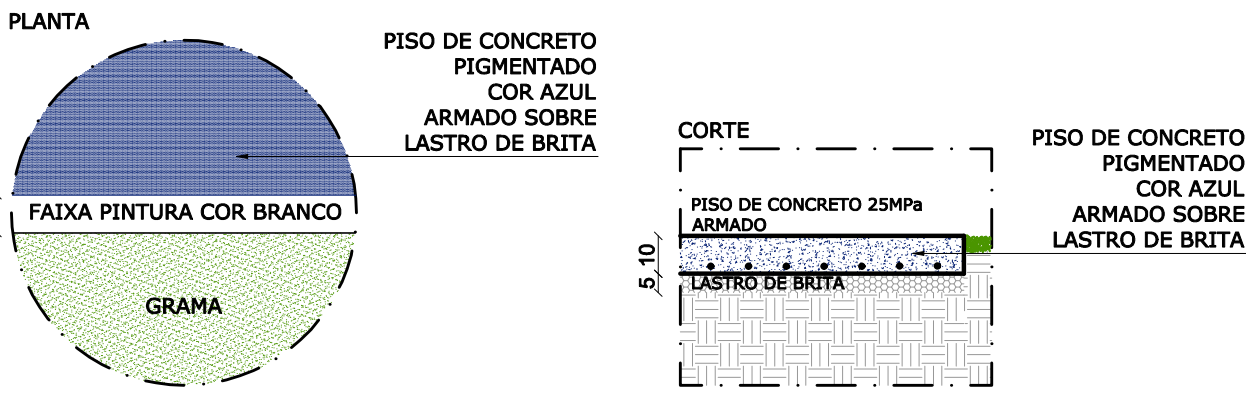 PLANTA
PISO DE CONCRETO
PIGMENTADO
COR AZUL
ARMADO SOBRE
LASTRO DE BRITA
FAIXA PINTURA COR BRANCO
GRAMA
CORTE
PISO DE CONCRETO
PIGMENTADO
COR AZUL
ARMADO SOBRE
LASTRO DE BRITA
PISO DE CONCRETO 25MPa
ARMADO
10
5
LASTRO DE BRITA